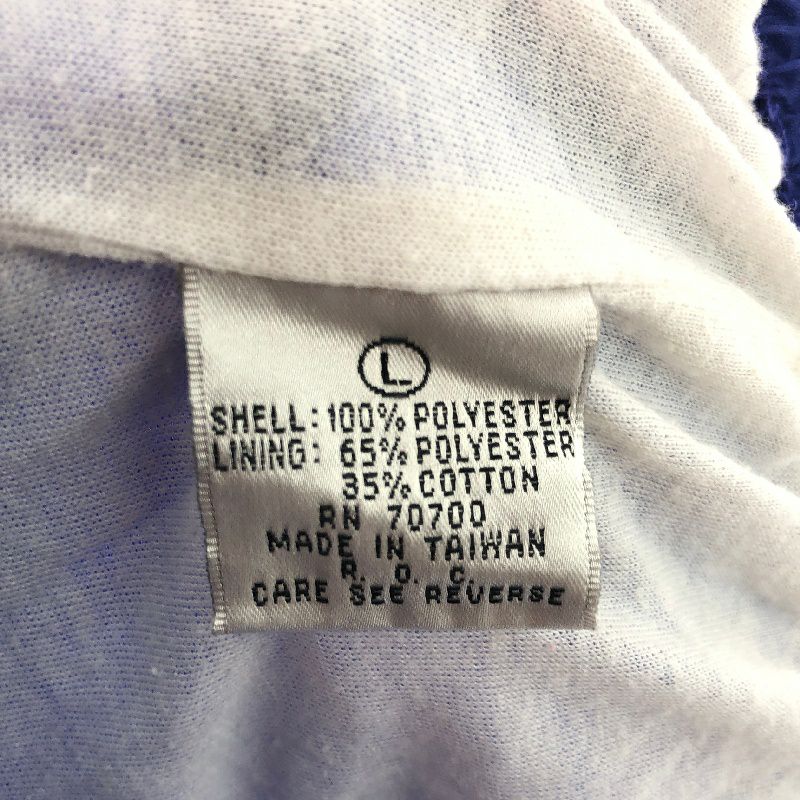 L
SHELL: 100% POLYESTER
LINING: 65% POLYESTER
35% COTTON
RN 70700
MADE IN TAIWAN
R. O. C.
CARE SEE REVERSE